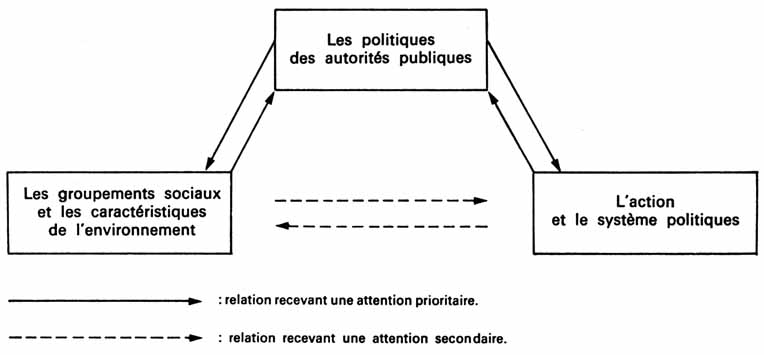 Les politiques
des autorités publiques
Les groupements sociaux
et les caractéristiques
de l'environnement
L'action
et le système politiques
: relation recevant une attention prioritaire.
: relation recevant une attention secondaire.